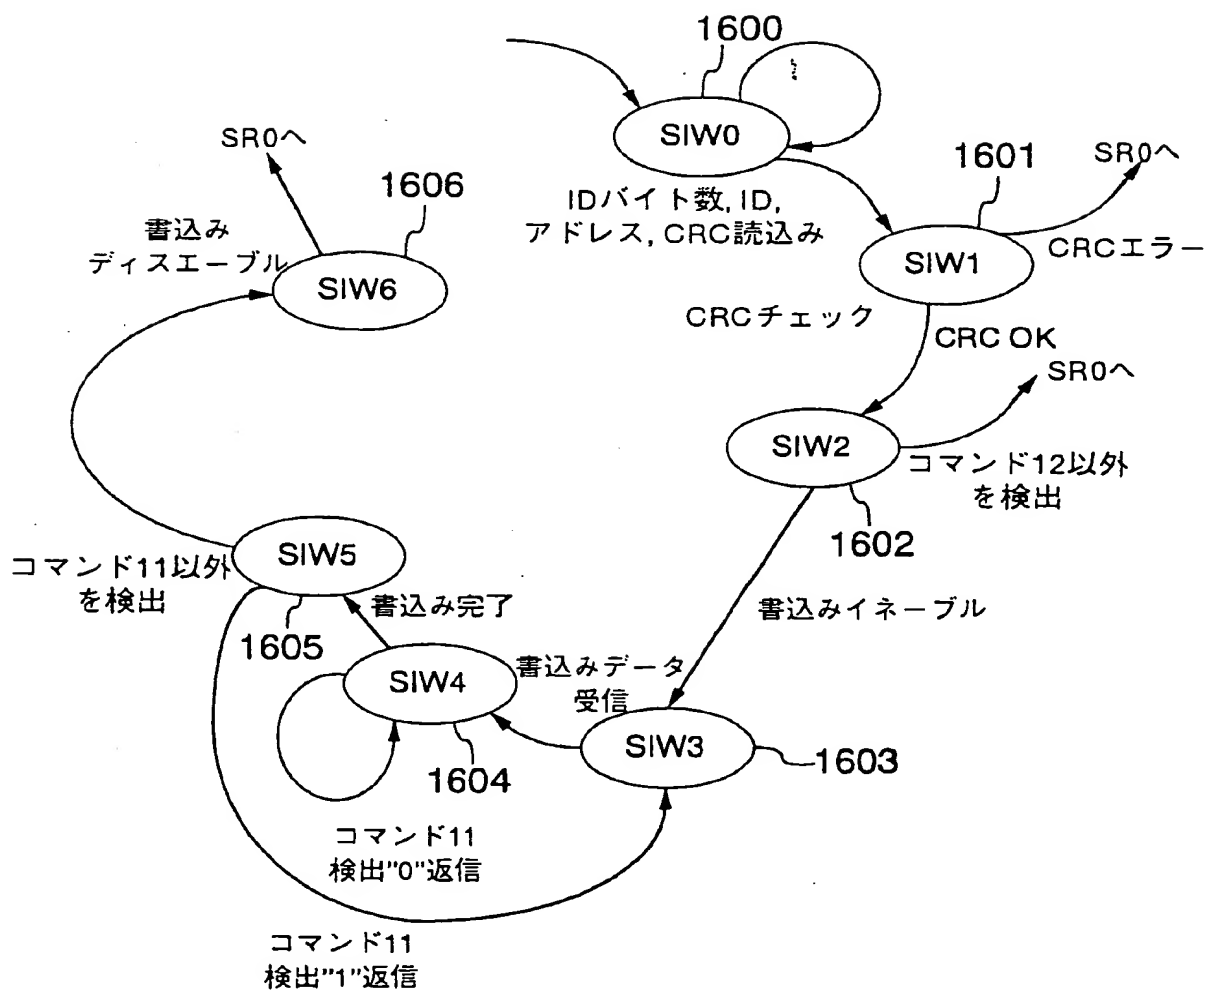 1600
SIW0
SR0へ
1601
SR0へ
1606
IDバイト数, ID,
アドレス, CRC読込み
書込み
ディスエーブル
SIW1
CRCエラー
SIW6
CRCチェック
CRC OK
SR0へ
SIW2
コマンド12以外
を検出
1602
SIW5
コマンド11以外
を検出
書込み完了
書込みイネーブル
1605
SIW4
書込みデータ
受信
SIW3
1603
1604
コマンド11
検出"0"返信
コマンド11
検出"1"返信